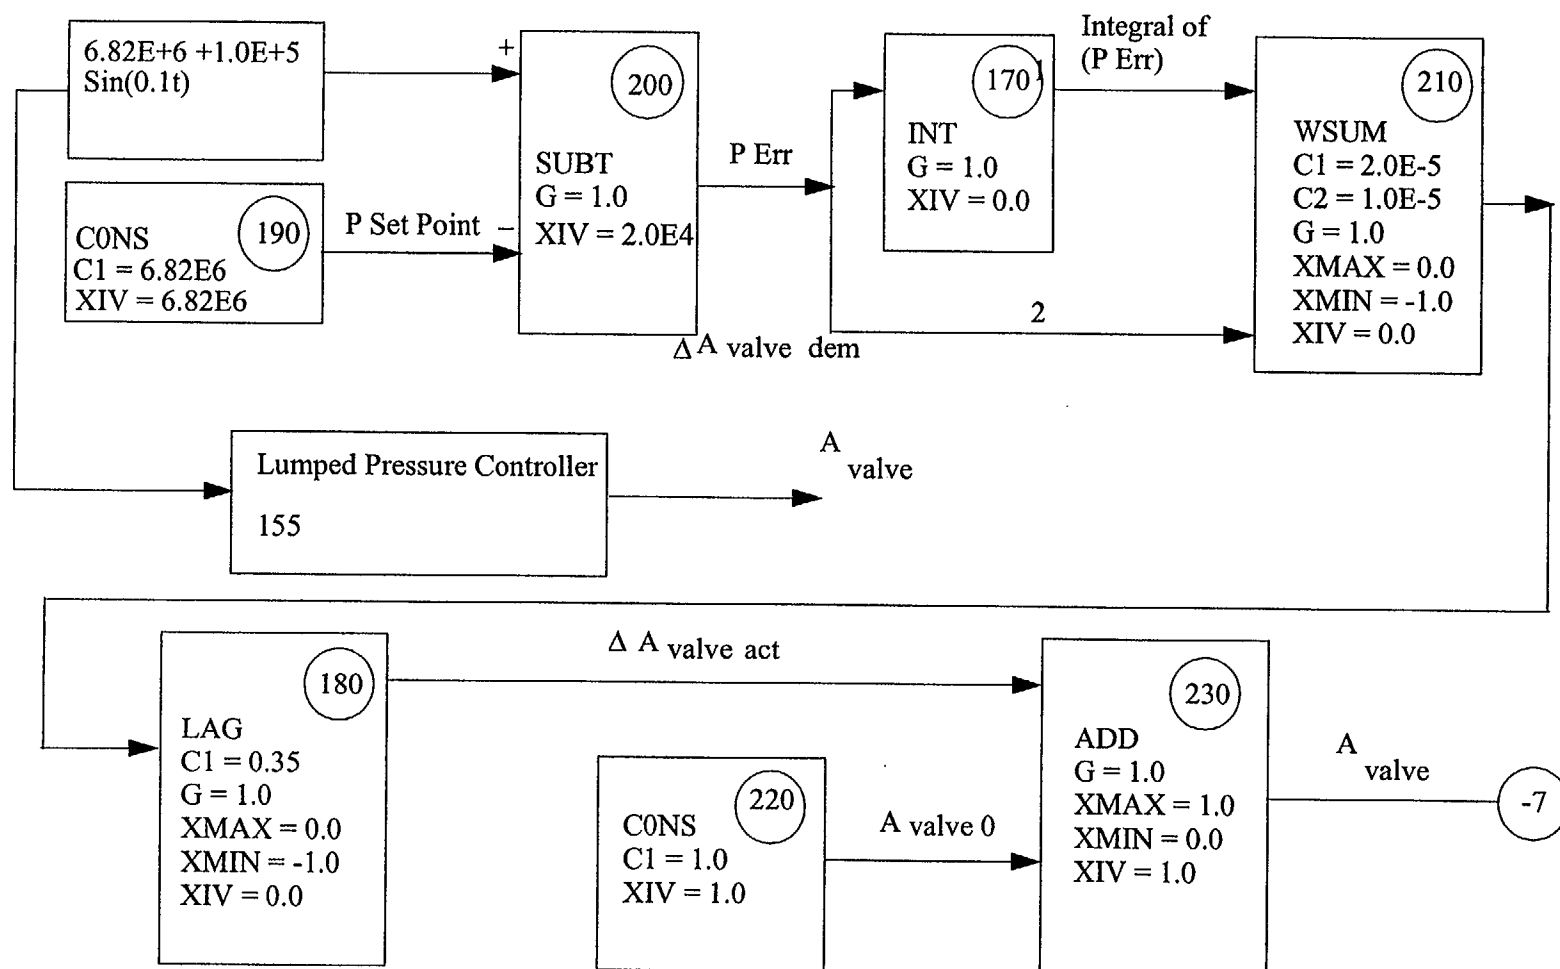 6.82E+6 +1.0E+5
Sin(0.1t)
+
200
SUBT
G = 1.0
XIV = 2.0E4
190
C0NS
C1 = 6.82E6
XIV = 6.82E6
P Set Point
−
P Err
170
1
INT
G = 1.0
XIV = 0.0
Integral of
(P Err)
2
210
WSUM
C1 = 2.0E-5
C2 = 1.0E-5
G = 1.0
XMAX = 0.0
XMIN = -1.0
XIV = 0.0
Δ A valve dem
Lumped Pressure Controller
155
A valve
180
LAG
C1 = 0.35
G = 1.0
XMAX = 0.0
XMIN = -1.0
XIV = 0.0
Δ A valve act
220
C0NS
C1 = 1.0
XIV = 1.0
A valve 0
230
ADD
G = 1.0
XMAX = 1.0
XMIN = 0.0
XIV = 1.0
A valve
-7